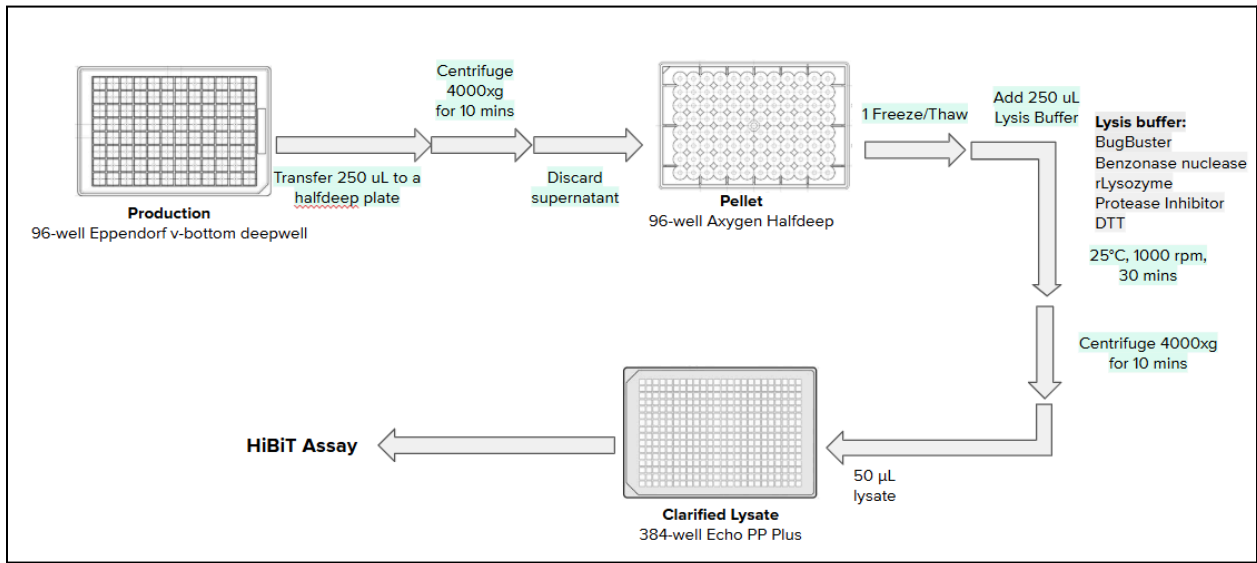 Production
96-well Eppendorf v-bottom deepwell
Transfer 250 uL to a
halfdeep plate
Centrifuge
4000xg
for 10 mins
Discard
supernatant
Pellet
96-well Axygen Halfdeep
1 Freeze/Thaw
Add 250 uL
Lysis Buffer
Lysis buffer:
BugBuster
Benzonase nuclease
rLysozyme
Protease Inhibitor
DTT
25°C, 1000 rpm,
30 mins
Centrifuge 4000xg
for 10 mins
50 µL
lysate
Clarified Lysate
384-well Echo PP Plus
HiBiT Assay